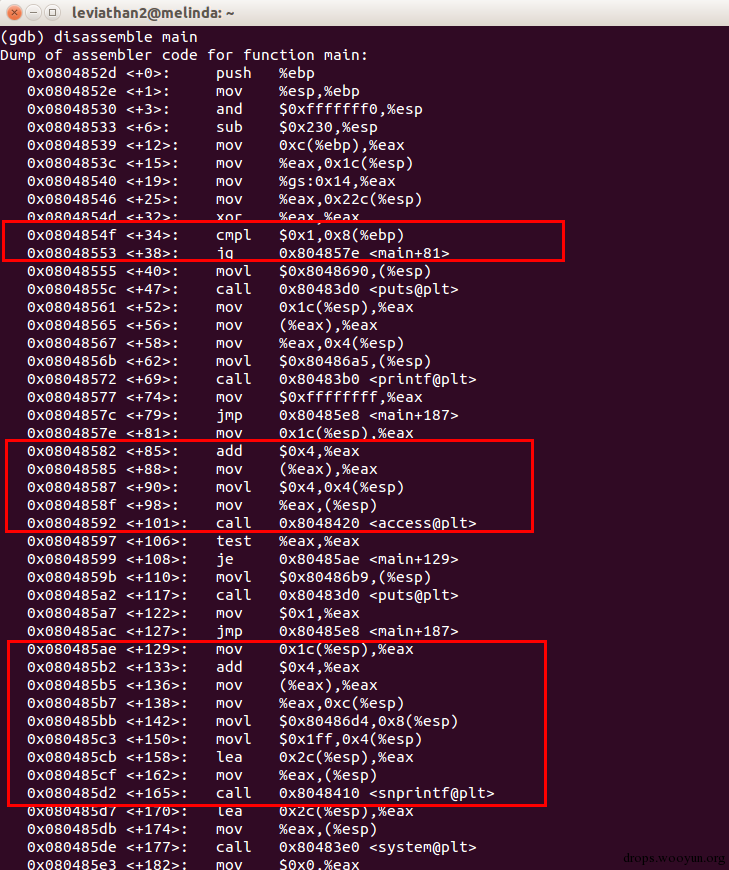 leviathan2@melinda: ~
(gdb) disassemble main
Dump of assembler code for function main:
0x0804852d <+0>: push %ebp
0x0804852e <+1>: mov %esp,%ebp
0x08048530 <+3>: and $0xfffffff0,%esp
0x08048533 <+6>: sub $0x230,%esp
0x08048539 <+12>: mov 0xc(%ebp),%eax
0x0804853c <+15>: mov %eax,0x1c(%esp)
0x08048540 <+19>: mov %gs:0x14,%eax
0x08048546 <+25>: mov %eax,0x22c(%esp)
0x0804854d <+32>: xor %eax,%eax
0x0804854f <+34>: cmpl $0x1,0x8(%ebp)
0x08048553 <+38>: jg 0x804857e <main+81>
0x08048555 <+40>: movl $0x8048690,(%esp)
0x0804855c <+47>: call 0x80483d0 <puts@plt>
0x08048561 <+52>: mov 0x1c(%esp),%eax
0x08048565 <+56>: mov (%eax),%eax
0x08048567 <+58>: mov %eax,0x4(%esp)
0x0804856b <+62>: movl $0x80486a5,(%esp)
0x08048572 <+69>: call 0x80483b0 <printf@plt>
0x08048577 <+74>: mov $0xffffffff,%eax
0x0804857c <+79>: jmp 0x80485e8 <main+187>
0x0804857e <+81>: mov 0x1c(%esp),%eax
0x08048582 <+85>: add $0x4,%eax
0x08048585 <+88>: mov (%eax),%eax
0x08048587 <+90>: movl $0x4,0x4(%esp)
0x0804858f <+98>: mov %eax,(%esp)
0x08048592 <+101>: call 0x8048420 <access@plt>
0x08048597 <+106>: test %eax,%eax
0x08048599 <+108>: je 0x80485ae <main+129>
0x0804859b <+110>: movl $0x80486b9,(%esp)
0x080485a2 <+117>: call 0x80483d0 <puts@plt>
0x080485a7 <+122>: mov $0x1,%eax
0x080485ac <+127>: jmp 0x80485e8 <main+187>
0x080485ae <+129>: mov 0x1c(%esp),%eax
0x080485b2 <+133>: add $0x4,%eax
0x080485b5 <+136>: mov (%eax),%eax
0x080485b7 <+138>: mov %eax,0xc(%esp)
0x080485bb <+142>: movl $0x80486d4,0x8(%esp)
0x080485c3 <+150>: movl $0x1ff,0x4(%esp)
0x080485cb <+158>: lea 0x2c(%esp),%eax
0x080485cf <+162>: mov %eax,(%esp)
0x080485d2 <+165>: call 0x8048410 <snprintf@plt>
0x080485d7 <+170>: lea 0x2c(%esp),%eax
0x080485db <+174>: mov %eax,(%esp)
0x080485de <+177>: call 0x80483e0 <system@plt>
0x080485e3 <+182>: mov $0x0,%eax
drops.wooyun.org